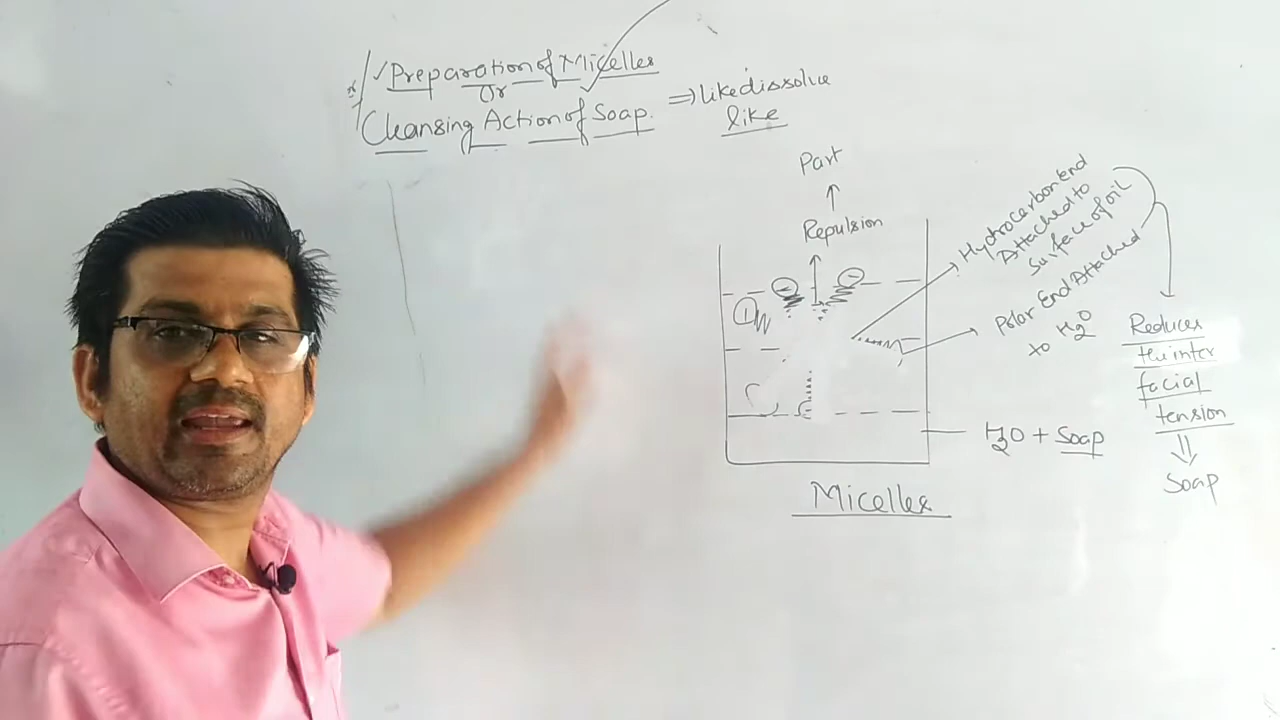 Preparation of Micelles
Or
Cleansing Action of Soap. ⇒ like dissolve
like
Part
Repulsion
Hydrocarbon End
Attached to
Surface of oil
Polar End Attached
to H2O
Reduces
the inter
facial
tension
Soap
H2O + Soap
Micelles